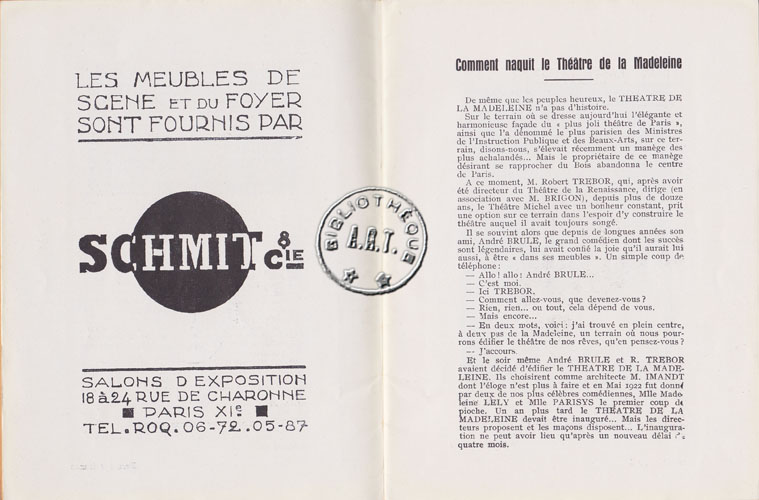 LES MEUBLES DE
SCENE ET DU FOYER
SONT FOURNIS PAR
SCHMIT & CIE
SALONS D EXPOSITION
18 à 24 RUE DE CHARONNE
PARIS XIe
TEL. ROQ. 06-72. 05-87
BIBLIOTHÈQUE
A.R.T.
Comment naquit le Théâtre de la Madeleine
De même que les peuples heureux, le THEATRE DE
LA MADELEINE n'a pas d'histoire.
Sur le terrain où se dresse aujourd'hui l'élégante et
harmonieuse façade du « plus joli théâtre de Paris »,
ainsi que l'a dénommé le plus parisien des Ministres
de l'Instruction Publique et des Beaux-Arts, sur ce ter-
rain, disons-nous, s'élevait récemment un manège des
plus achalandés... Mais le propriétaire de ce manège
désirant se rapprocher du Bois abandonna le centre
de Paris.
A ce moment, M. Robert TREBOR, qui, après avoir
été directeur du Théâtre de la Renaissance, dirige (en
association avec M. BRIGON), depuis plus de douze
ans, le Théâtre Michel avec un bonheur constant, prit
une option sur ce terrain dans l'espoir d'y construire le
théâtre auquel il avait toujours songé.
Il se souvint alors que depuis de longues années son
ami, André BRULE, le grand comédien dont les succès
sont légendaires, lui avait confié la joie qu'il aurait lui
aussi, à être « dans ses meubles ». Un simple coup de
téléphone :
— Allo ! allo : André BRULE...
— C'est moi.
— Ici TREBOR.
— Comment allez-vous, que devenez-vous ?
— Rien, rien... ou tout, cela dépend de vous.
— Mais encore...
— En deux mots, voici : j'ai trouvé en plein centre,
à deux pas de la Madeleine, un terrain où nous pour-
rons édifier le théâtre de nos rêves, qu'en pensez-vous ?
— J'accours.
Et le soir même André BRULE et R. TREBOR
avaient décidé d'édifier le THEATRE DE LA MADE-
LEINE. Ils choisirent comme architecte M. IMANDT
dont l'éloge n'est plus à faire et en Mai 1922 fut donné
par deux de nos plus célèbres comédiennes, Mlle Made
leine LELY et Mlle PARISYS le premier coup de
pioche. Un an plus tard le THEATRE DE LA
MADELEINE devait être inauguré... Mais les direc-
teurs proposent et les maçons disposent... L'inaugura-
tion ne peut avoir lieu qu'après un nouveau délai
quatre mois.